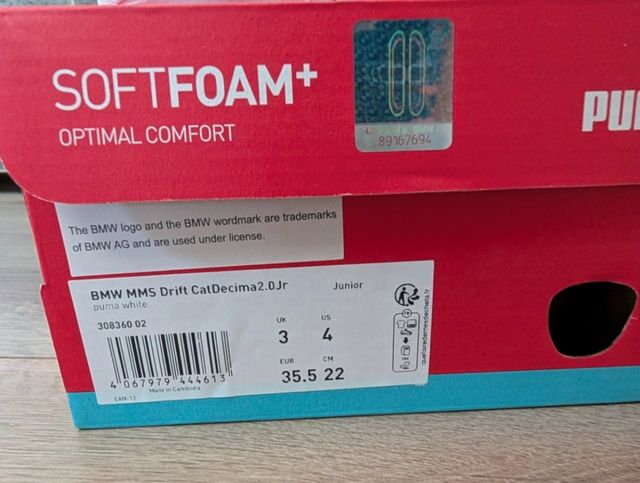 SOFTFOAM+
OPTIMAL COMFORT
89167694
PU
The BMW logo and the BMW wordmark are trademarks
of BMW AG and are used under license.
BMW MMS Drift CatDecima2.0Jr Junior
puma white
308360 02
UK US
3 4
EUR CM
35.5 22
4 067979 444613
Made in Cambodia
EAN-13
quefairedemesdechets.fr